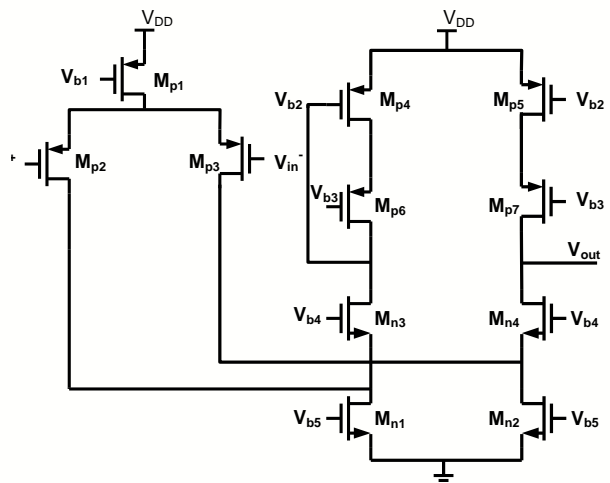 VDD
VDD
Vb1
Mp1
Vb2
Mp4
Mp5
Vb2
+
Mp2
Mp3
Vin-
Vb3
Mp6
Mp7
Vb3
Vout
Vb4
Mn3
Mn4
Vb4
Vb5
Mn1
Mn2
Vb5